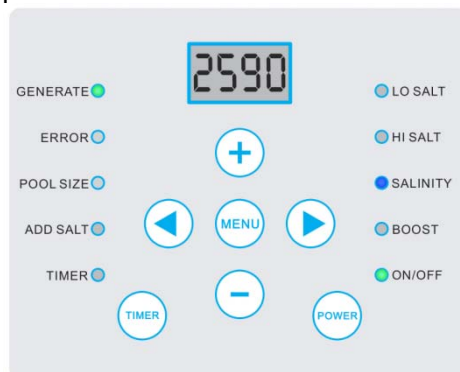 2590
GENERATE
LO SALT
ERROR
HI SALT
+
POOL SIZE
SALINITY
MENU
ADD SALT
BOOST
TIMER
ON/OFF
−
TIMER
POWER